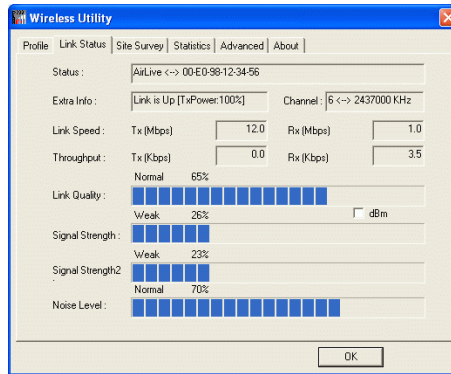 Wireless Utility
Profile Link Status Site Survey Statistics Advanced About
Status : AirLive <--> 00-E0-98-12-34-56
Extra Info : Link is Up [TxPower:100%] Channel : 6 <--> 2437000 KHz
Link Speed : Tx (Mbps) 12.0 Rx (Mbps) 1.0
Throughput : Tx (Kbps) 0.0 Rx (Kbps) 3.5
Normal 65%
Link Quality :
Weak 26% dBm
Signal Strength :
Weak 23%
Signal Strength2 :
Normal 70%
Noise Level :
OK